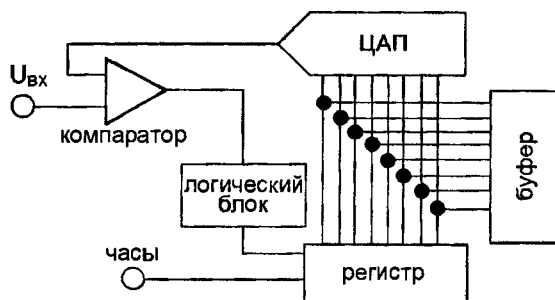 ЦАП
Uвх
компаратор
буфер
логический
блок
часы
регистр